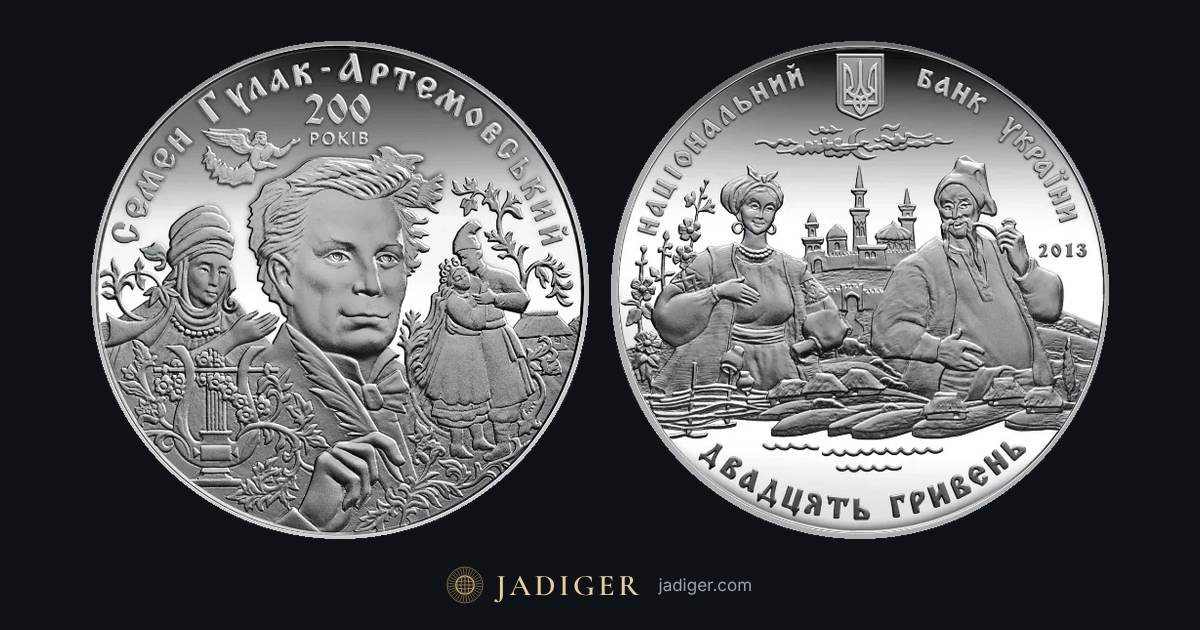 Семен Гулак-Артемовський
200
РОКІВ
НАЦІОНАЛЬНИЙ БАНК УКРАЇНИ
2013
ДВАДЦЯТЬ ГРИВЕНЬ
JADIGER jadiger.com